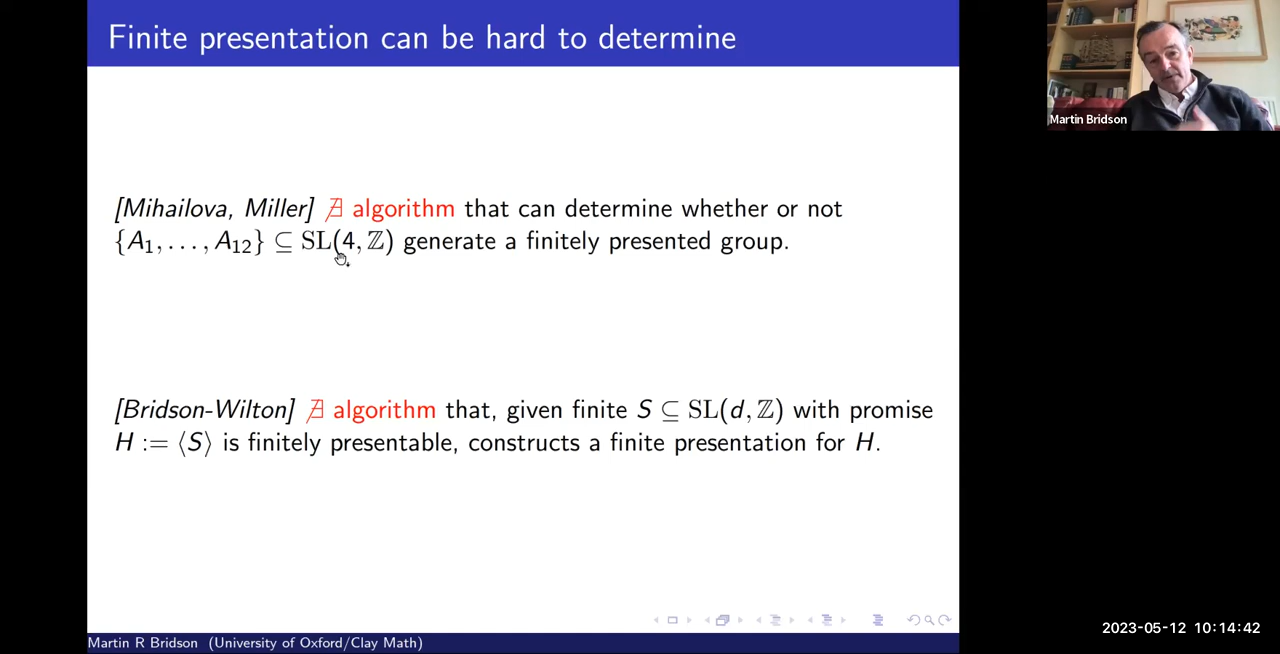 Finite presentation can be hard to determine
Martin Bridson
[Mihailova, Miller] ∄ algorithm that can determine whether or not
{A₁, . . . , A₁₂} ⊆ SL(4, ℤ) generate a finitely presented group.
[Bridson-Wilton] ∄ algorithm that, given finite S ⊆ SL(d, ℤ) with promise
H := ⟨S⟩ is finitely presentable, constructs a finite presentation for H.
Martin R Bridson (University of Oxford/Clay Math)
2023-05-12 10:14:42